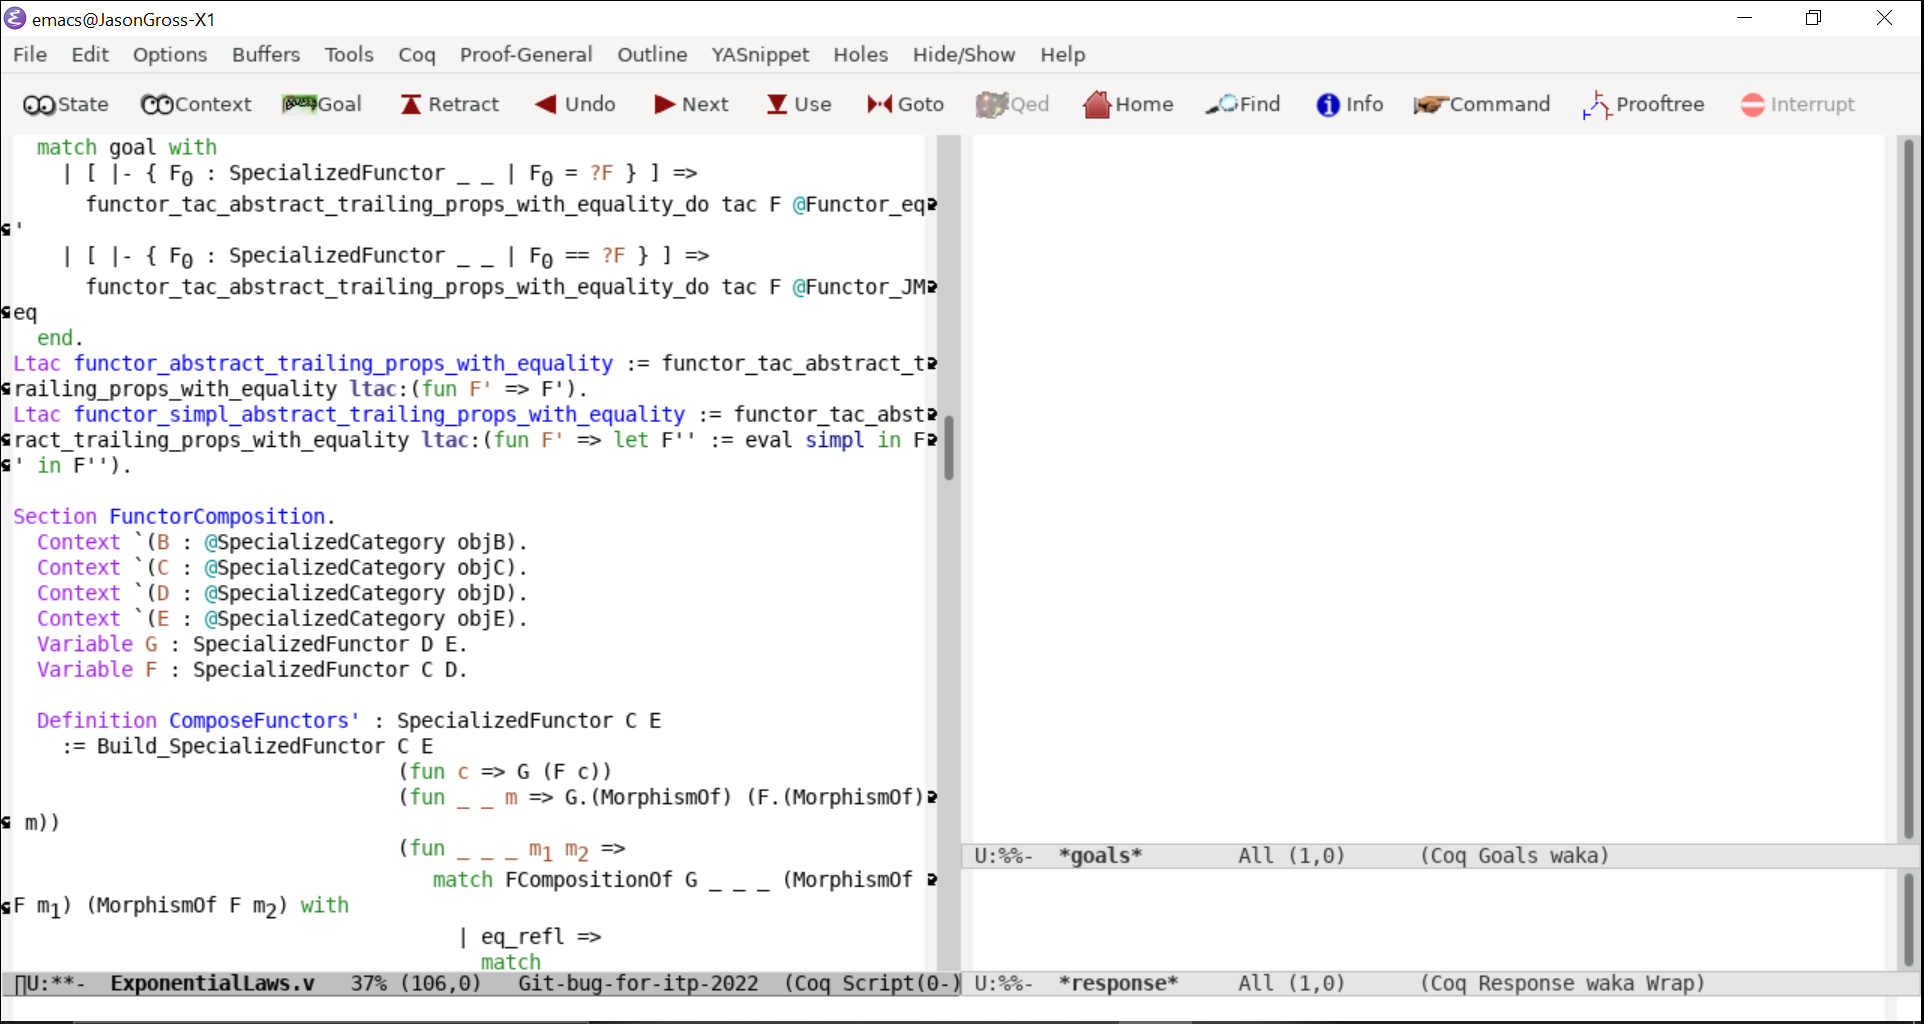 emacs@JasonGross-X1
File Edit Options Buffers Tools Coq Proof-General Outline YASnippet Holes Hide/Show Help
State Context Goal Retract Undo Next Use Goto Qed Home Find Info Command Prooftree Interrupt
match goal with
| [ |- { F0 : SpecializedFunctor _ _ | F0 = ?F } ] =>
functor_tac_abstract_trailing_props_with_equality_do tac F @Functor_eq
'
| [ |- { F0 : SpecializedFunctor _ _ | F0 == ?F } ] =>
functor_tac_abstract_trailing_props_with_equality_do tac F @Functor_JM
eq
end.
Ltac functor_abstract_trailing_props_with_equality := functor_tac_abstract_t
railing_props_with_equality ltac:(fun F' => F').
Ltac functor_simpl_abstract_trailing_props_with_equality := functor_tac_abst
ract_trailing_props_with_equality ltac:(fun F' => let F'' := eval simpl in F
' in F'').
Section FunctorComposition.
Context `(B : @SpecializedCategory objB).
Context `(C : @SpecializedCategory objC).
Context `(D : @SpecializedCategory objD).
Context `(E : @SpecializedCategory objE).
Variable G : SpecializedFunctor D E.
Variable F : SpecializedFunctor C D.
Definition ComposeFunctors' : SpecializedFunctor C E
:= Build_SpecializedFunctor C E
(fun c => G (F c))
(fun _ _ m => G.(MorphismOf) (F.(MorphismOf)
m))
(fun _ _ _ m1 m2 =>
match FCompositionOf G _ _ _ (MorphismOf
F m1) (MorphismOf F m2) with
| eq_refl =>
match
U:**- ExponentialLaws.v 37% (106,0) Git-bug-for-itp-2022 (Coq Script(0-)
U:%%- *goals* All (1,0) (Coq Goals waka)
U:%%- *response* All (1,0) (Coq Response waka Wrap)